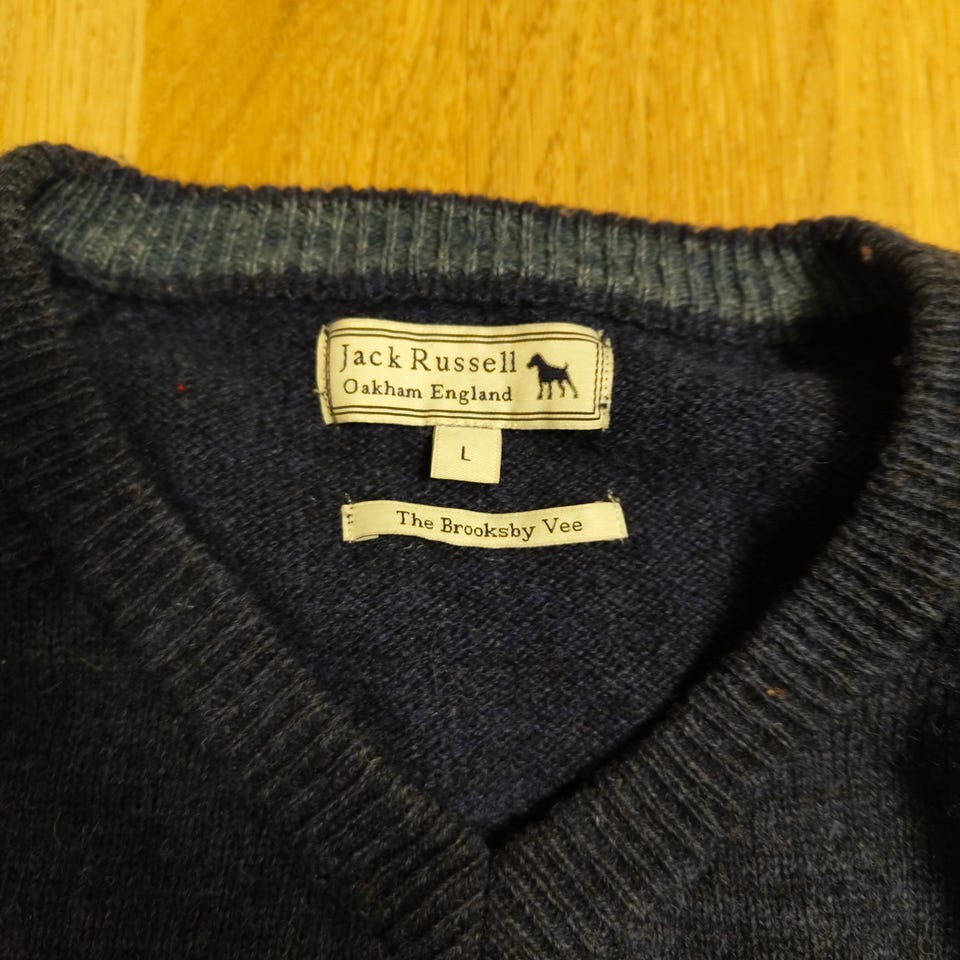 Jack Russell
Oakham England
L
The Brooksby Vee